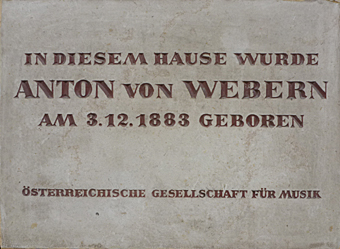 IN DIESEM HAUSE WURDE
ANTON VON WEBERN
AM 3.12.1883 GEBOREN
ÖSTERREICHISCHE GESELLSCHAFT FÜR MUSIK